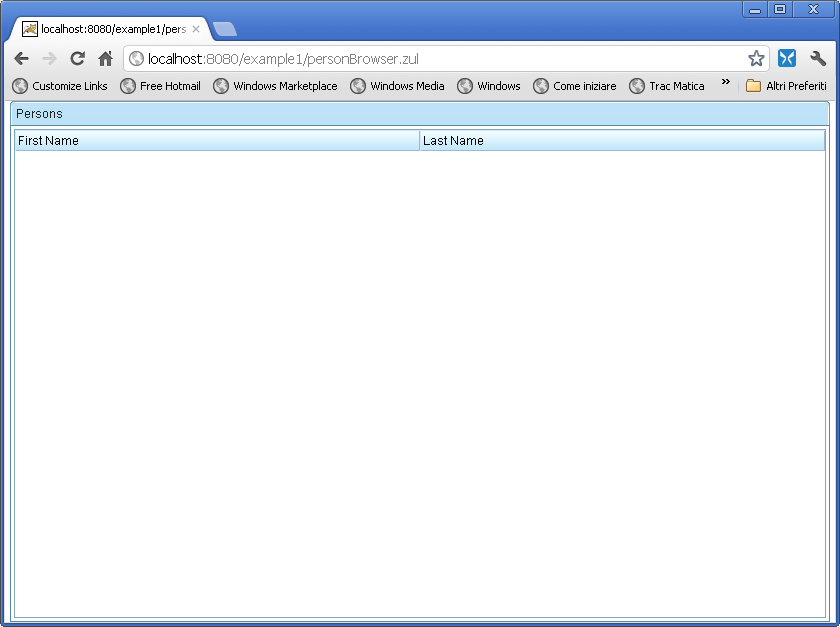 localhost:8080/example1/pers
localhost:8080/example1/personBrowser.zul
Customize Links Free Hotmail Windows Marketplace Windows Media Windows Come iniziare Trac Matica » Altri Preferiti
Persons
First Name Last Name